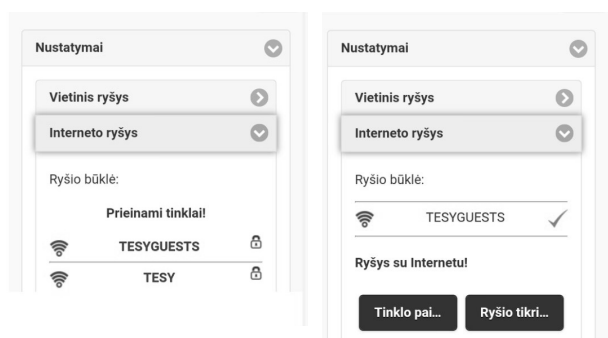 Nustatymai
Vietinis ryšys
Interneto ryšys
Ryšio būklė:
Prieinami tinklai!
TESYGUESTS
TESY
Nustatymai
Vietinis ryšys
Interneto ryšys
Ryšio būklė:
TESYGUESTS
Ryšys su Internetu!
Tinklo pai...
Ryšio tikri...